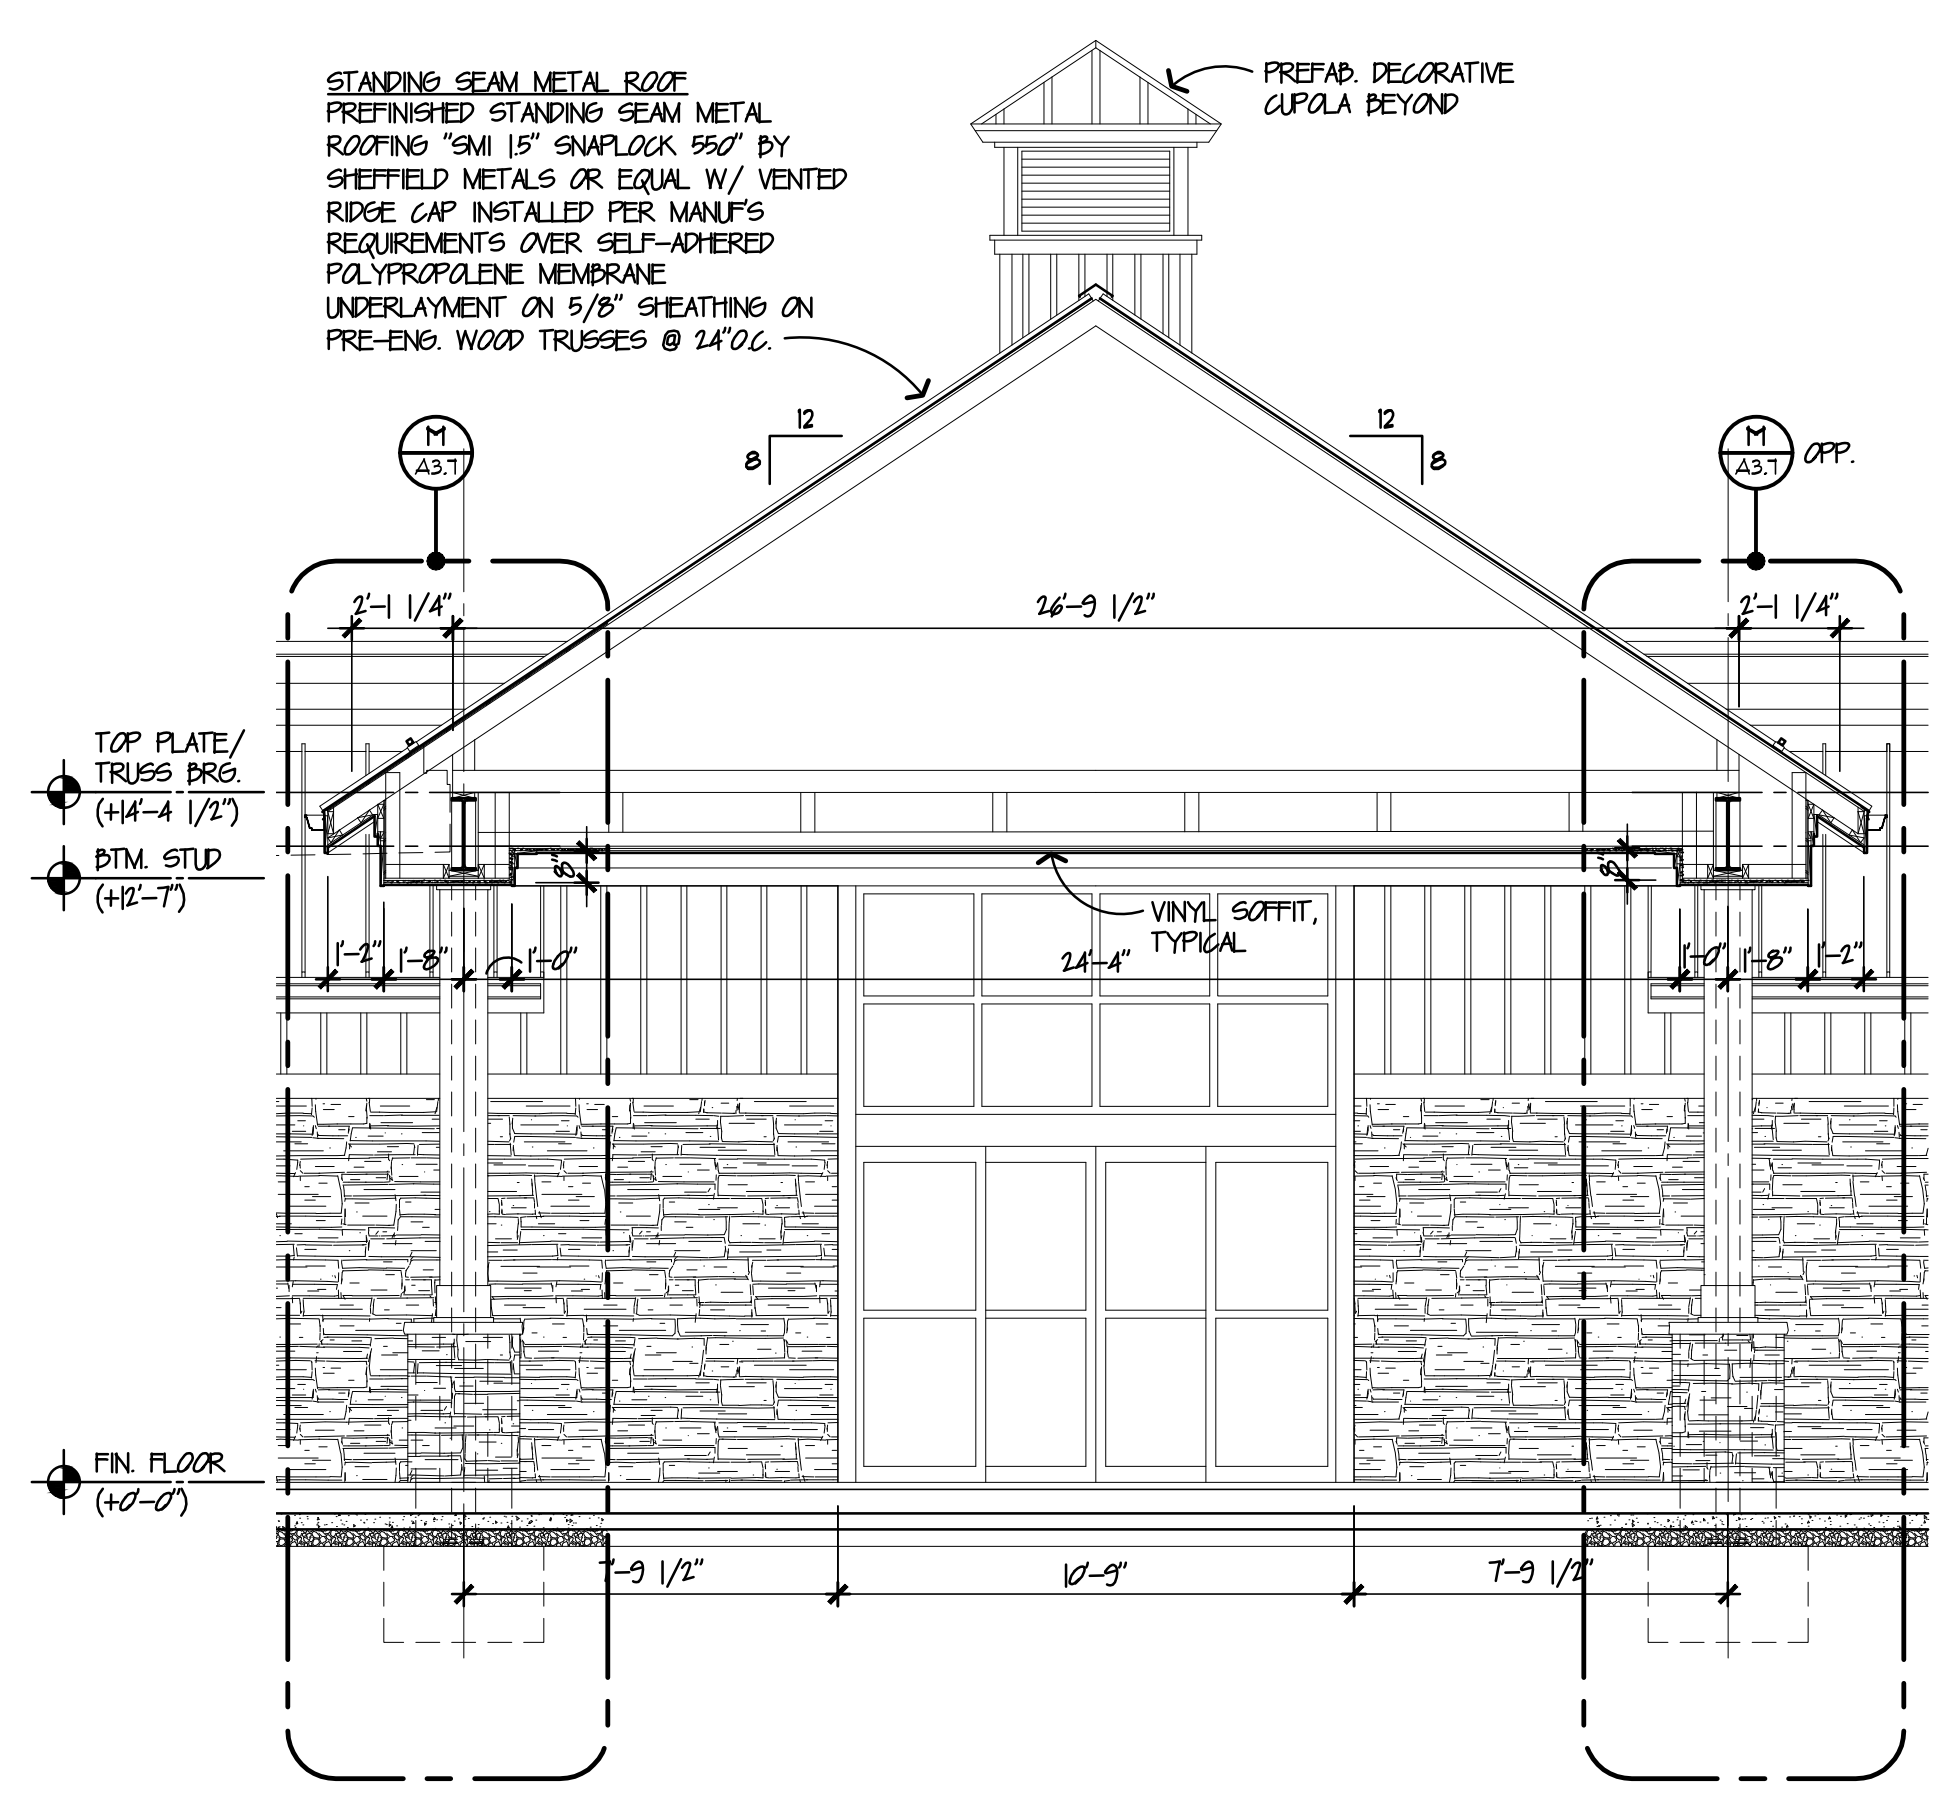 STANDING SEAM METAL ROOF
PREFINISHED STANDING SEAM METAL
ROOFING "SMI 1.5" SNAPLOCK 550" BY
SHEFFIELD METALS OR EQUAL W/ VENTED
RIDGE CAP INSTALLED PER MANUF'S
REQUIREMENTS OVER SELF-ADHERED
POLYPROPOLENE MEMBRANE
UNDERLAYMENT ON 5/8" SHEATHING ON
PRE-ENG. WOOD TRUSSES @ 24"O.C.
PREFAB. DECORATIVE
CUPOLA BEYOND
12
8
12
8
M
A3.7
M
A3.7
OPP.
2'-1 1/4"
26'-9 1/2"
2'-1 1/4"
TOP PLATE/
TRUSS BRG.
(+14'-4 1/2")
BTM. STUD
(+12'-7")
8"
8"
VINYL SOFFIT,
TYPICAL
1'-2"
1'-8"
1'-0"
24'-4"
1'-0"
1'-8"
1'-2"
FIN. FLOOR
(+0'-0")
7'-9 1/2"
10'-9"
7'-9 1/2"